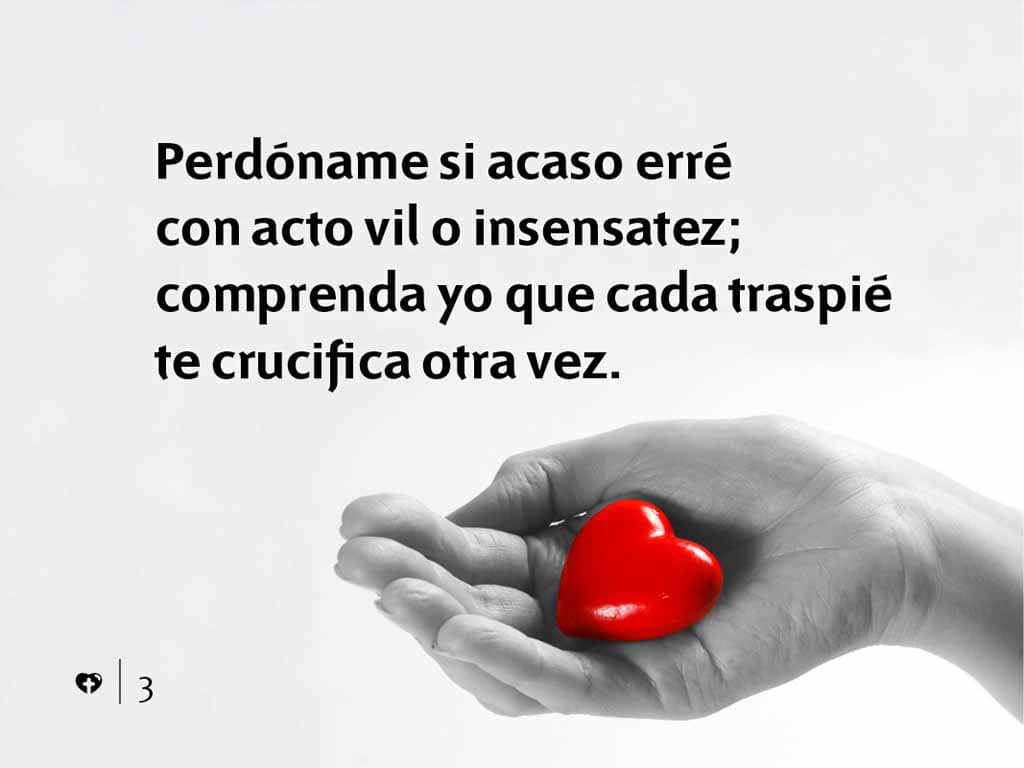 Perdóname si acaso erré
con acto vil o insensatez;
comprenda yo que cada traspié
te crucifica otra vez.
3